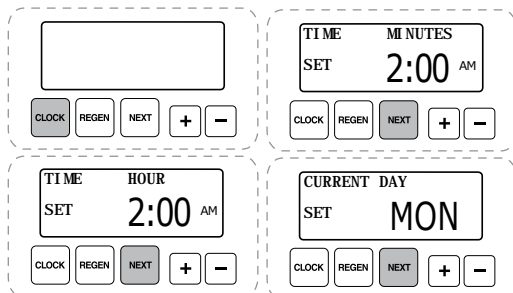 CLOCK REGEN NEXT + −
TIME MINUTES
SET 2:00 AM
CLOCK REGEN NEXT + −
TIME HOUR
SET 2:00 AM
CLOCK REGEN NEXT + −
CURRENT DAY
SET MON
CLOCK REGEN NEXT + −